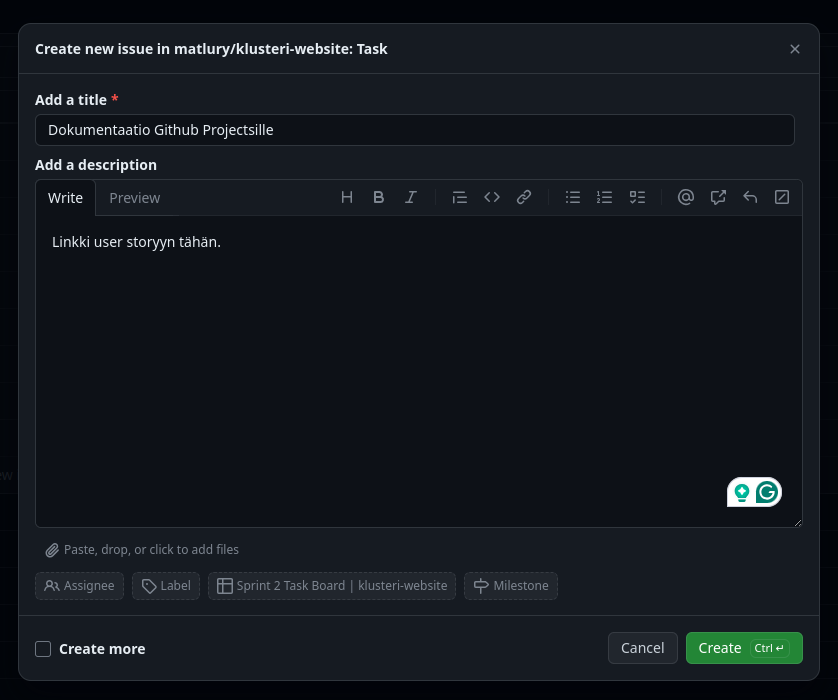 Create new issue in matlury/klusteri-website: Task
Add a title *
Dokumentaatio Github Projectsille
Add a description
Write Preview
Linkki user storyyn tähän.
Paste, drop, or click to add files
Assignee Label Sprint 2 Task Board | klusteri-website Milestone
Create more Cancel Create Ctrl ↵